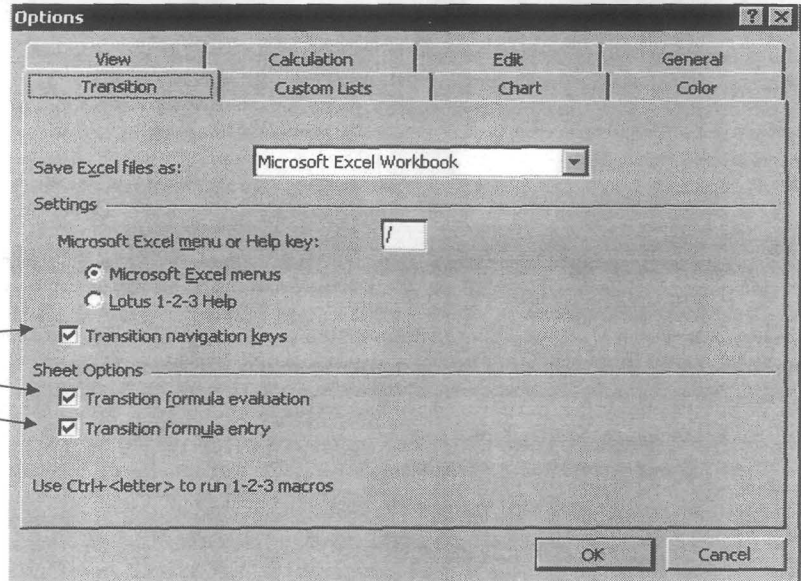 Options
View Calculation Edit General
Transition Custom Lists Chart Color
Save Excel files as: Microsoft Excel Workbook
Settings
Microsoft Excel menu or Help key: /
Microsoft Excel menus
Lotus 1-2-3 Help
Transition navigation keys
Sheet Options
Transition formula evaluation
Transition formula entry
Use Ctrl+<letter> to run 1-2-3 macros
OK Cancel